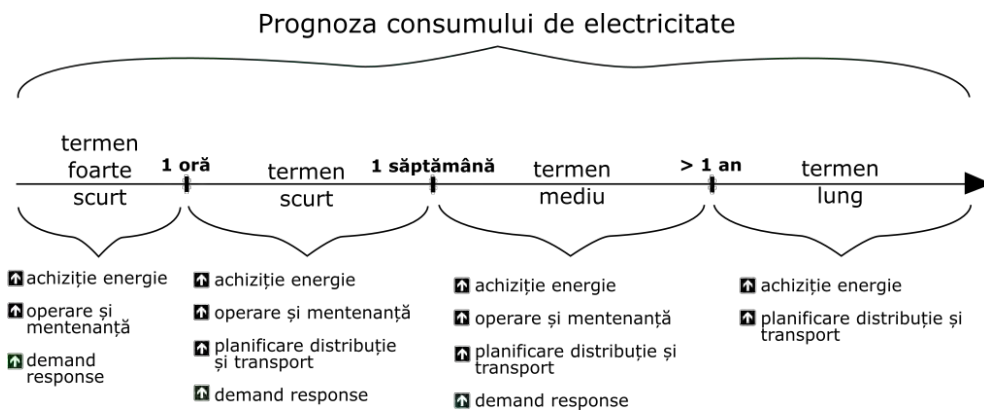 Prognoza consumului de electricitate
termen
foarte
scurt
1 oră
termen
scurt
1 săptămână
termen
mediu
> 1 an
termen
lung
achiziție energie
operare și
mentenanță
demand
response
achiziție energie
operare și mentenanță
planificare distribuție
și transport
demand response
achiziție energie
operare și mentenanță
planificare distribuție și
transport
demand response
achiziție energie
planificare distribuție și
transport